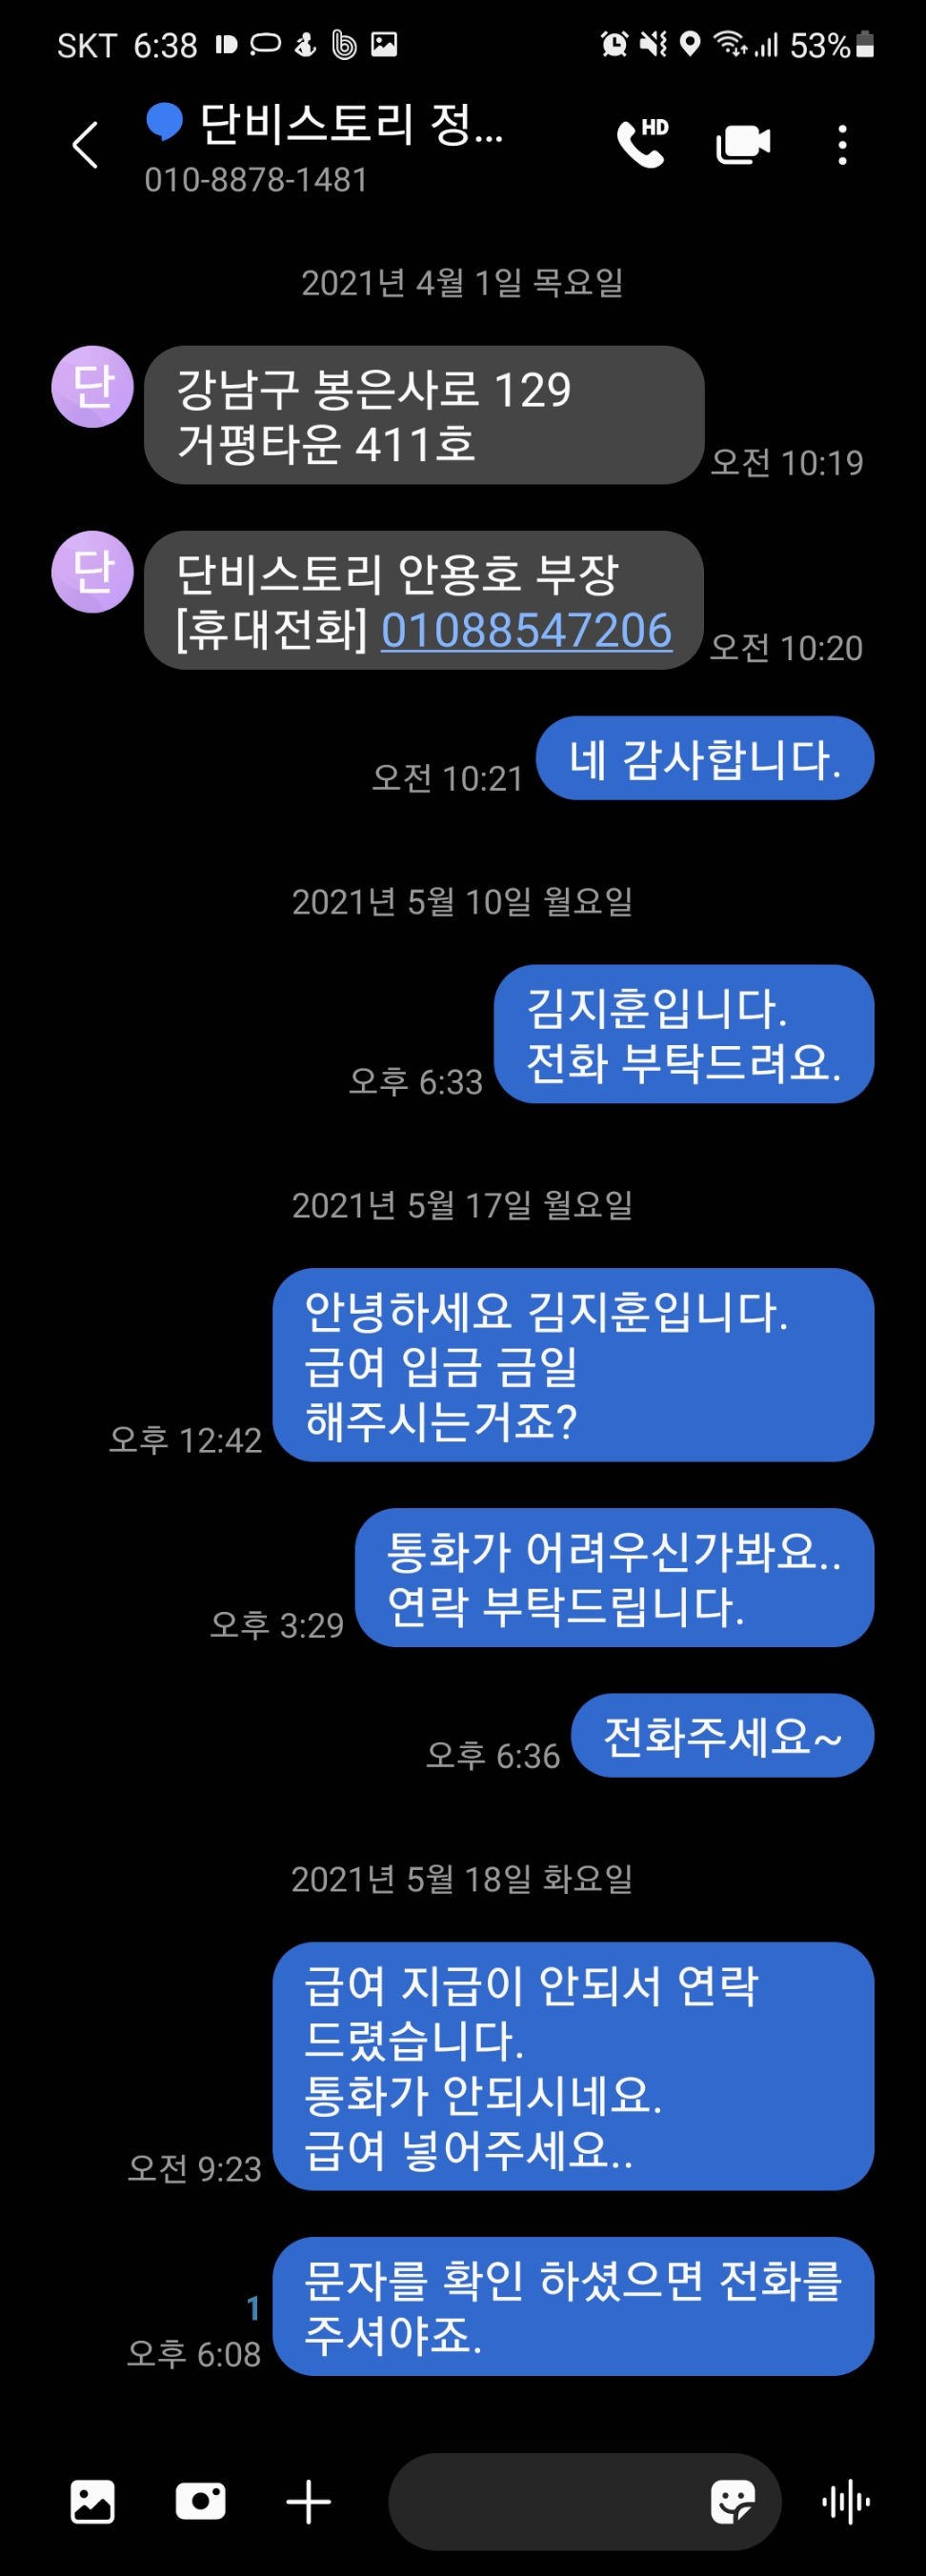 SKT 6:38
53%
단비스토리 정...
HD
010-8878-1481
2021년 4월 1일 목요일
단
강남구 봉은사로 129
거평타운 411호
오전 10:19
단
단비스토리 안용호 부장
[휴대전화] 01088547206
오전 10:20
네 감사합니다.
오전 10:21
2021년 5월 10일 월요일
김지훈입니다.
전화 부탁드려요.
오후 6:33
2021년 5월 17일 월요일
안녕하세요 김지훈입니다.
급여 입금 금일
해주시는거죠?
오후 12:42
통화가 어려우신가봐요..
연락 부탁드립니다.
오후 3:29
전화주세요~
오후 6:36
2021년 5월 18일 화요일
급여 지급이 안되서 연락
드렸습니다.
통화가 안되시네요.
급여 넣어주세요..
오전 9:23
문자를 확인 하셨으면 전화를
주셔야죠.
1
오후 6:08